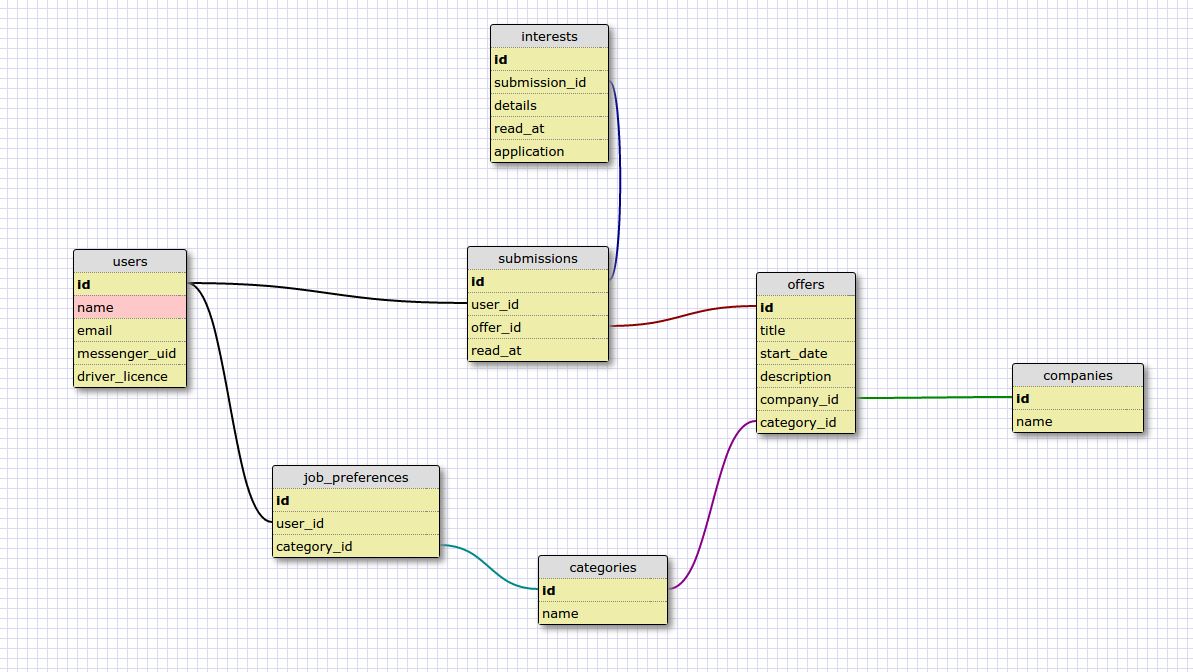 interests
id
submission_id
details
read_at
application
users
id
name
email
messenger_uid
driver_licence
submissions
id
user_id
offer_id
read_at
offers
id
title
start_date
description
company_id
category_id
companies
id
name
job_preferences
id
user_id
category_id
categories
id
name